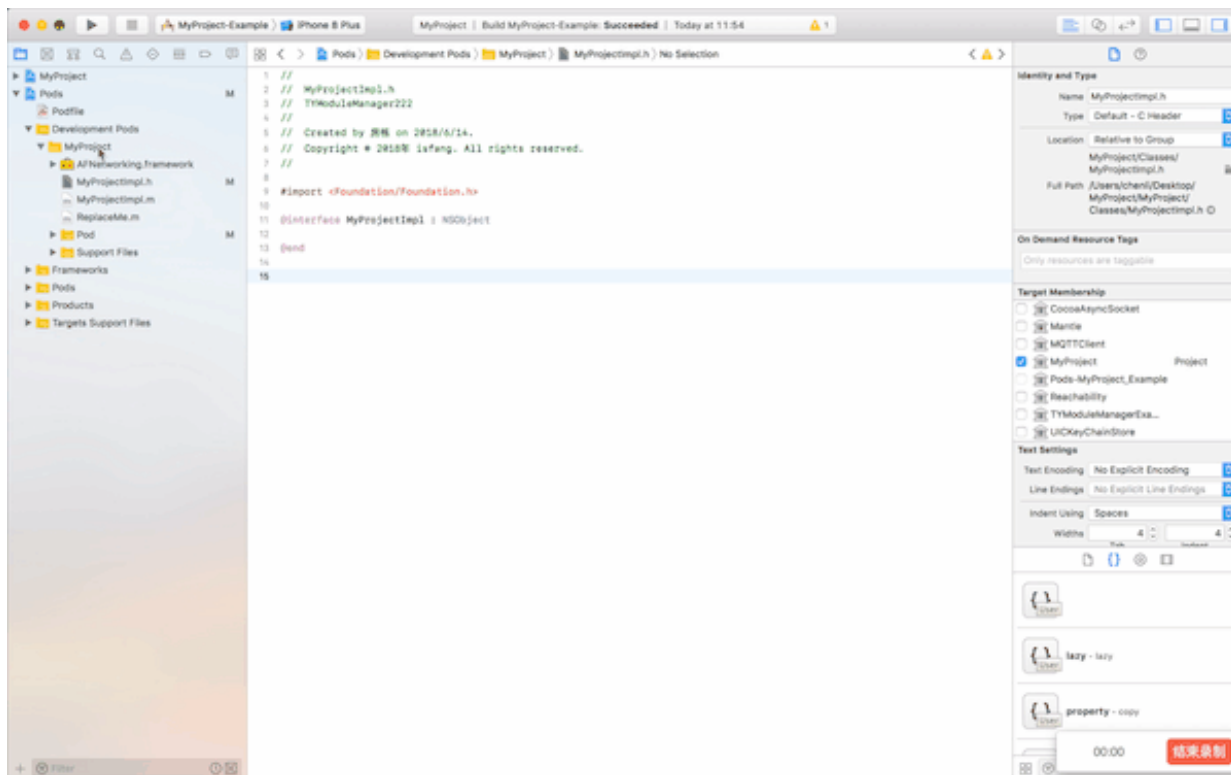 MyProject-Example 〉 iPhone 8 Plus
MyProject | Build MyProject-Example: Succeeded | Today at 11:54
1
Pods 〉 Development Pods 〉 MyProject 〉 MyProjectImpl.h 〉 No Selection
MyProject
Pods M
Podfile
Development Pods
MyProject
AFNetworking.framework
MyProjectImpl.h M
MyProjectImpl.m
ReplaceMe.m
Pod M
Support Files
Frameworks
Pods
Products
Targets Support Files
Filter
1 //
2 // MyProjectImpl.h
3 // TYModuleManager222
4 //
5 // Created by on 2018/6/14.
6 // Copyright © 2018年 isfang. All rights reserved.
7 //
8
9 #import <Foundation/Foundation.h>
10
11 @interface MyProjectImpl : NSObject
12
13 @end
14
15
Identity and Type
Name MyProjectImpl.h
Type Default - C Header
Location Relative to Group
MyProject/Classes/
MyProjectImpl.h
Full Path /Users/chenli/Desktop/
MyProject/MyProject/
Classes/MyProjectImpl.h
On Demand Resource Tags
Only resources are taggable
Target Membership
CocoaAsyncSocket
Mantle
MQTTClient
MyProject Project
Pods-MyProject_Example
Reachability
TYModuleManagerExa...
UICKeyChainStore
Text Settings
Text Encoding No Explicit Encoding
Line Endings No Explicit Line Endings
Indent Using Spaces
Widths 4 4
Tab Indent
{ } User
{ } User lazy - lazy
{ } User property - copy
00:00 结束录制